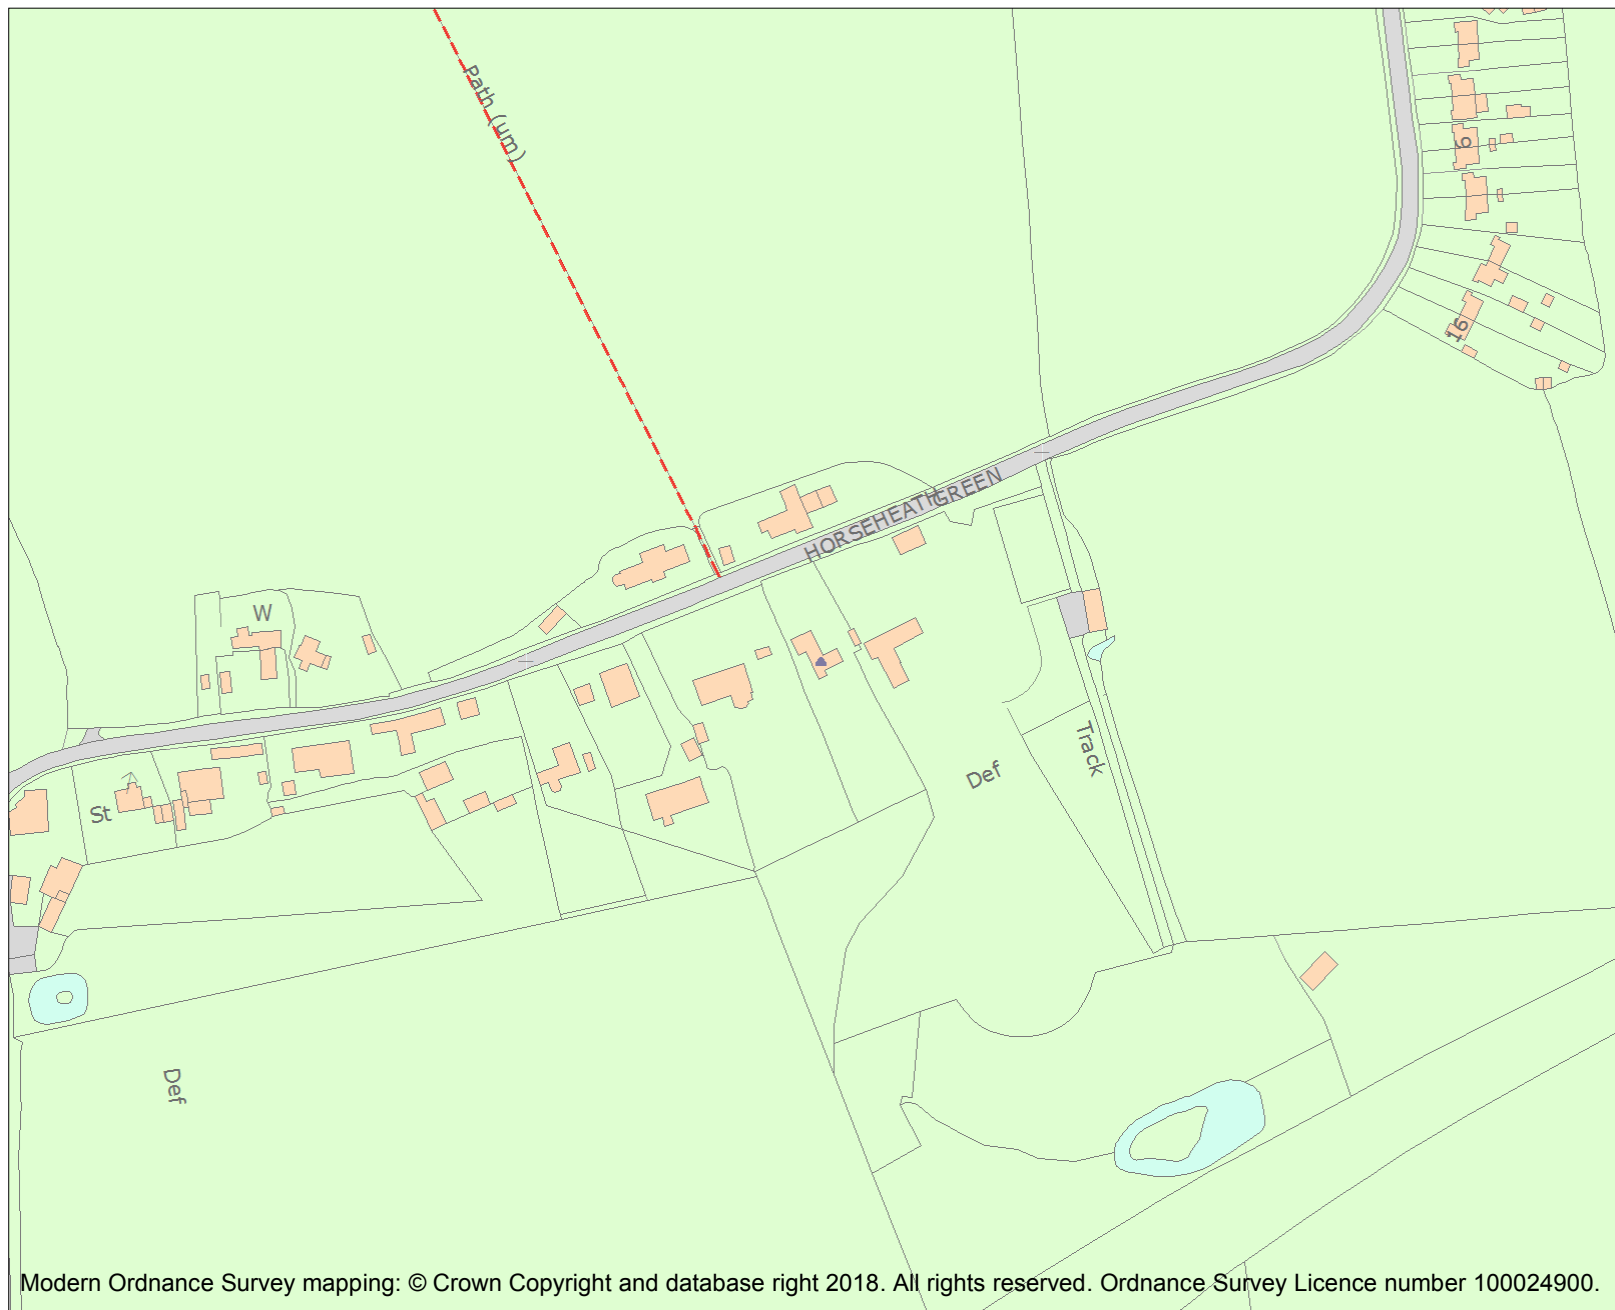 Path (um)
6
16
HORSEHEATH GREEN
W
Track
Def
St
Def
Modern Ordnance Survey mapping: © Crown Copyright and database right 2018. All rights reserved. Ordnance Survey Licence number 100024900.